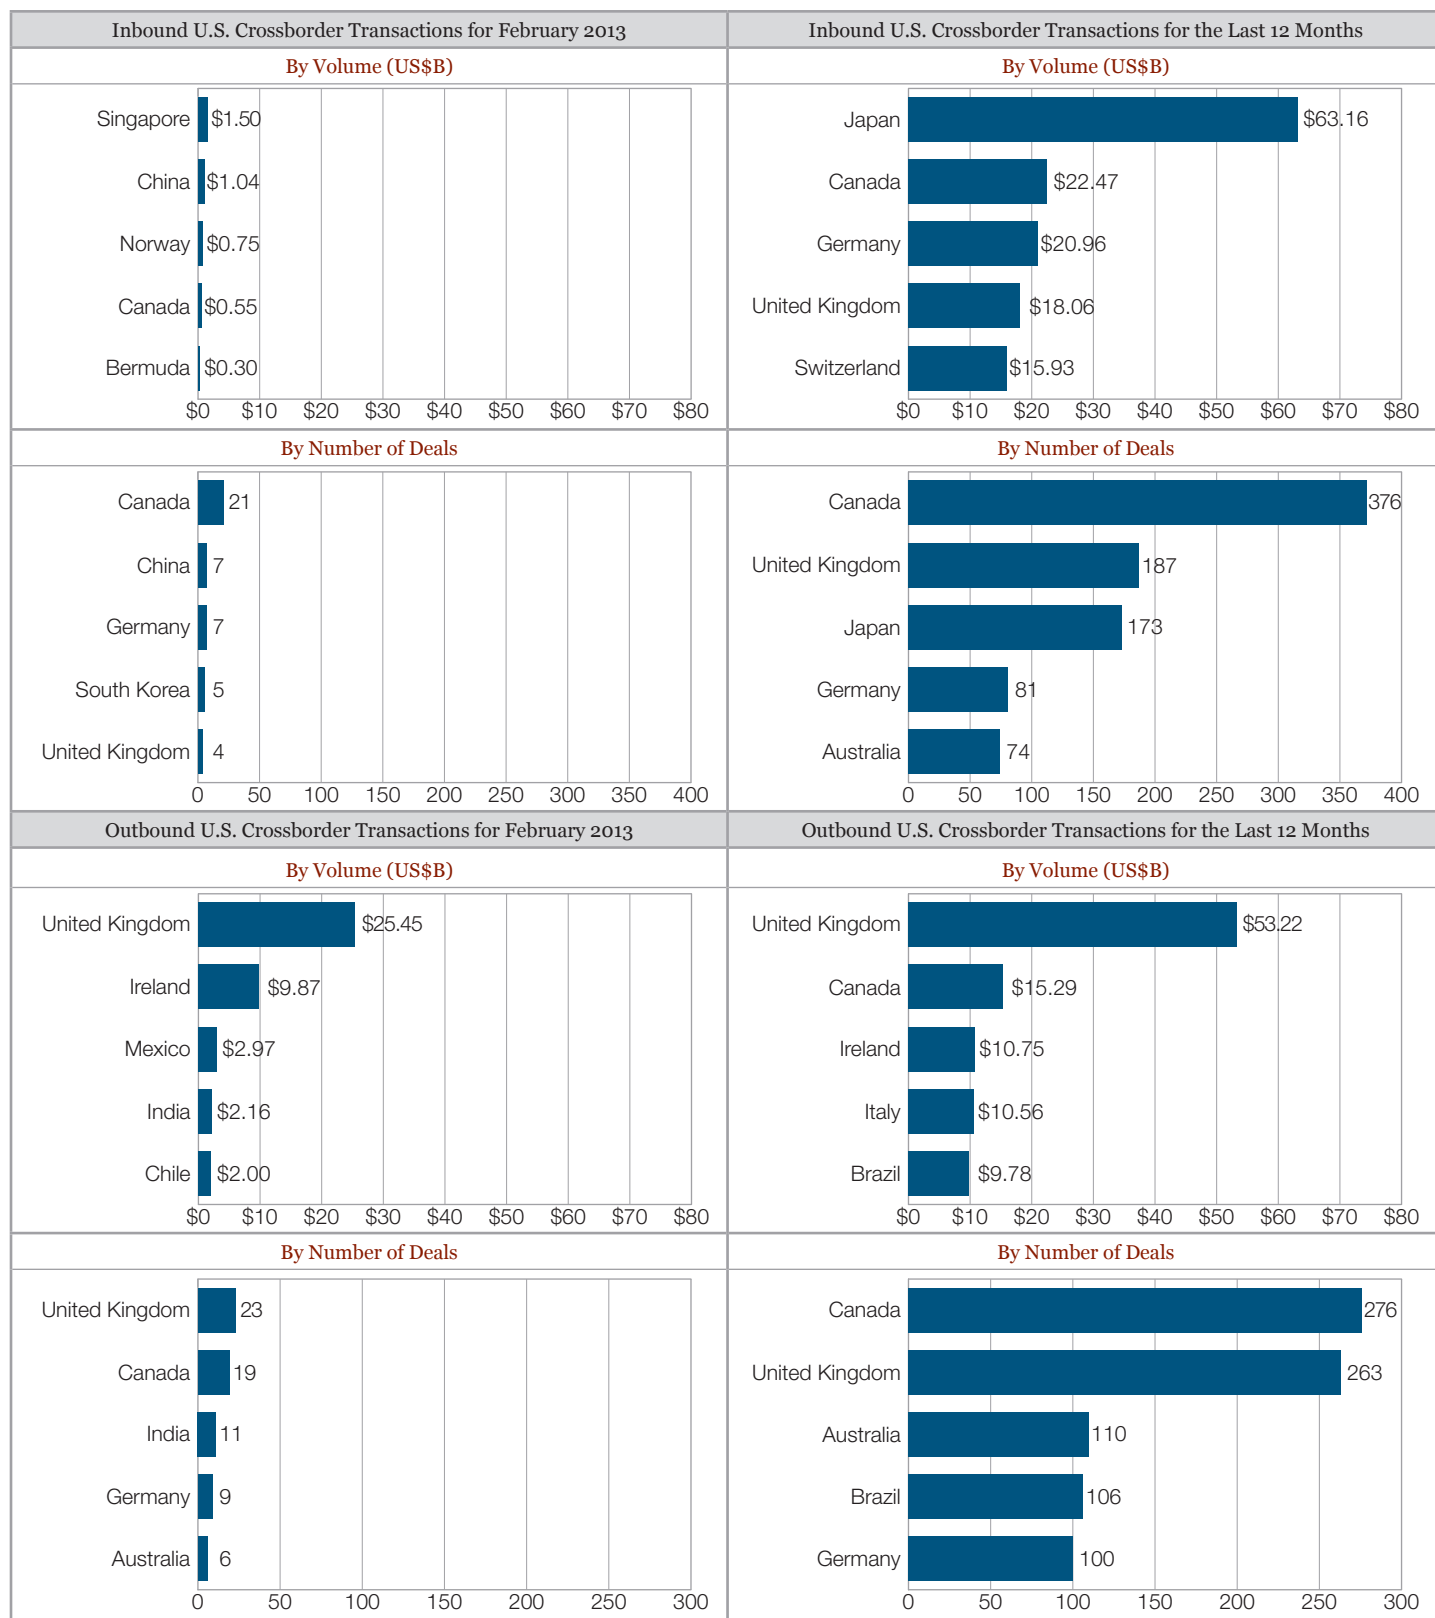 Inbound U.S. Crossborder Transactions for February 2013
By Volume (US$B)
Singapore $1.50
China $1.04
Norway $0.75
Canada $0.55
Bermuda $0.30
$0 $10 $20 $30 $40 $50 $60 $70 $80
By Number of Deals
Canada 21
China 7
Germany 7
South Korea 5
United Kingdom 4
0 50 100 150 200 250 300 350 400
Inbound U.S. Crossborder Transactions for the Last 12 Months
By Volume (US$B)
Japan $63.16
Canada $22.47
Germany $20.96
United Kingdom $18.06
Switzerland $15.93
$0 $10 $20 $30 $40 $50 $60 $70 $80
By Number of Deals
Canada 376
United Kingdom 187
Japan 173
Germany 81
Australia 74
0 50 100 150 200 250 300 350 400
Outbound U.S. Crossborder Transactions for February 2013
By Volume (US$B)
United Kingdom $25.45
Ireland $9.87
Mexico $2.97
India $2.16
Chile $2.00
$0 $10 $20 $30 $40 $50 $60 $70 $80
By Number of Deals
United Kingdom 23
Canada 19
India 11
Germany 9
Australia 6
0 50 100 150 200 250 300
Outbound U.S. Crossborder Transactions for the Last 12 Months
By Volume (US$B)
United Kingdom $53.22
Canada $15.29
Ireland $10.75
Italy $10.56
Brazil $9.78
$0 $10 $20 $30 $40 $50 $60 $70 $80
By Number of Deals
Canada 276
United Kingdom 263
Australia 110
Brazil 106
Germany 100
0 50 100 150 200 250 300